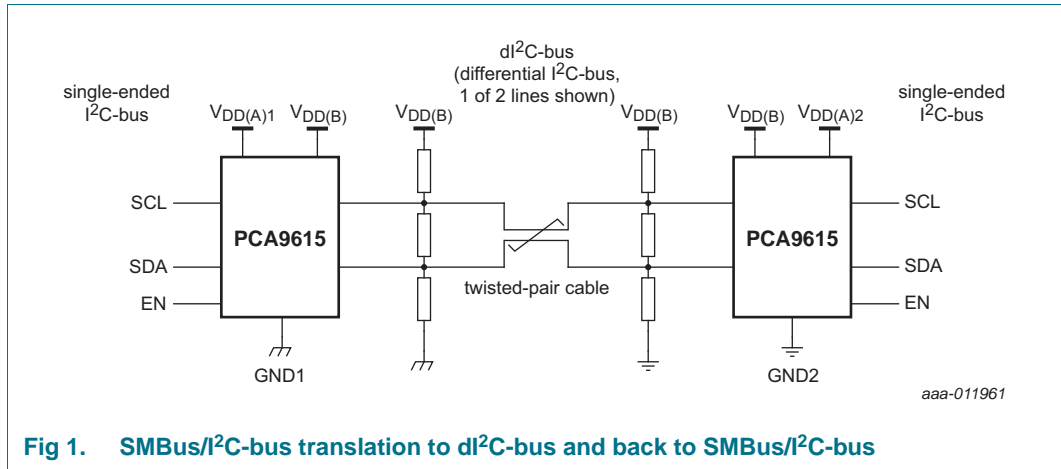 dI²C-bus
(differential I²C-bus,
1 of 2 lines shown)
single-ended
I²C-bus
single-ended
I²C-bus
VDD(A)1
VDD(B)
VDD(B)
VDD(B)
VDD(B)
VDD(A)2
SCL
SDA
EN
PCA9615
twisted-pair cable
PCA9615
SCL
SDA
EN
GND1
GND2
aaa-011961
Fig 1. SMBus/I²C-bus translation to dI²C-bus and back to SMBus/I²C-bus